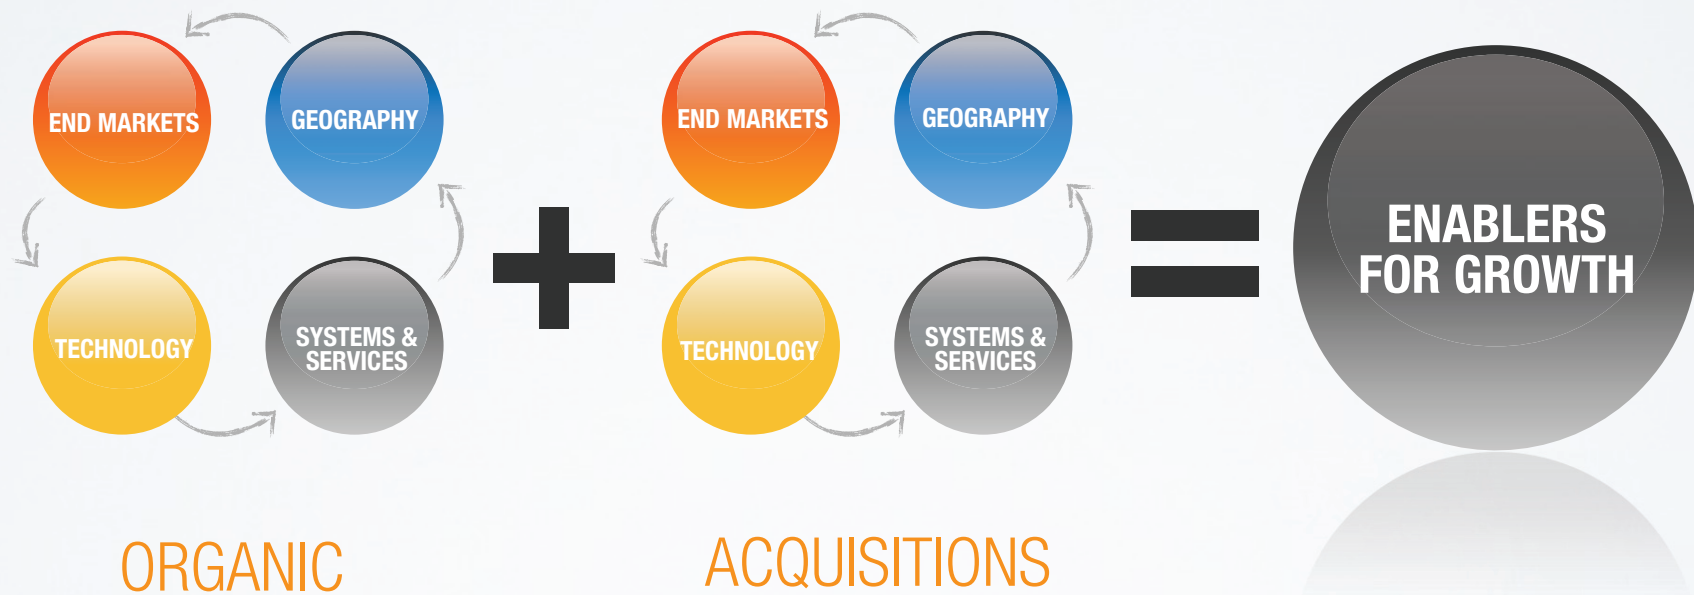 END MARKETS
GEOGRAPHY
TECHNOLOGY
SYSTEMS &
SERVICES
ORGANIC
END MARKETS
GEOGRAPHY
TECHNOLOGY
SYSTEMS &
SERVICES
ACQUISITIONS
ENABLERS
FOR GROWTH